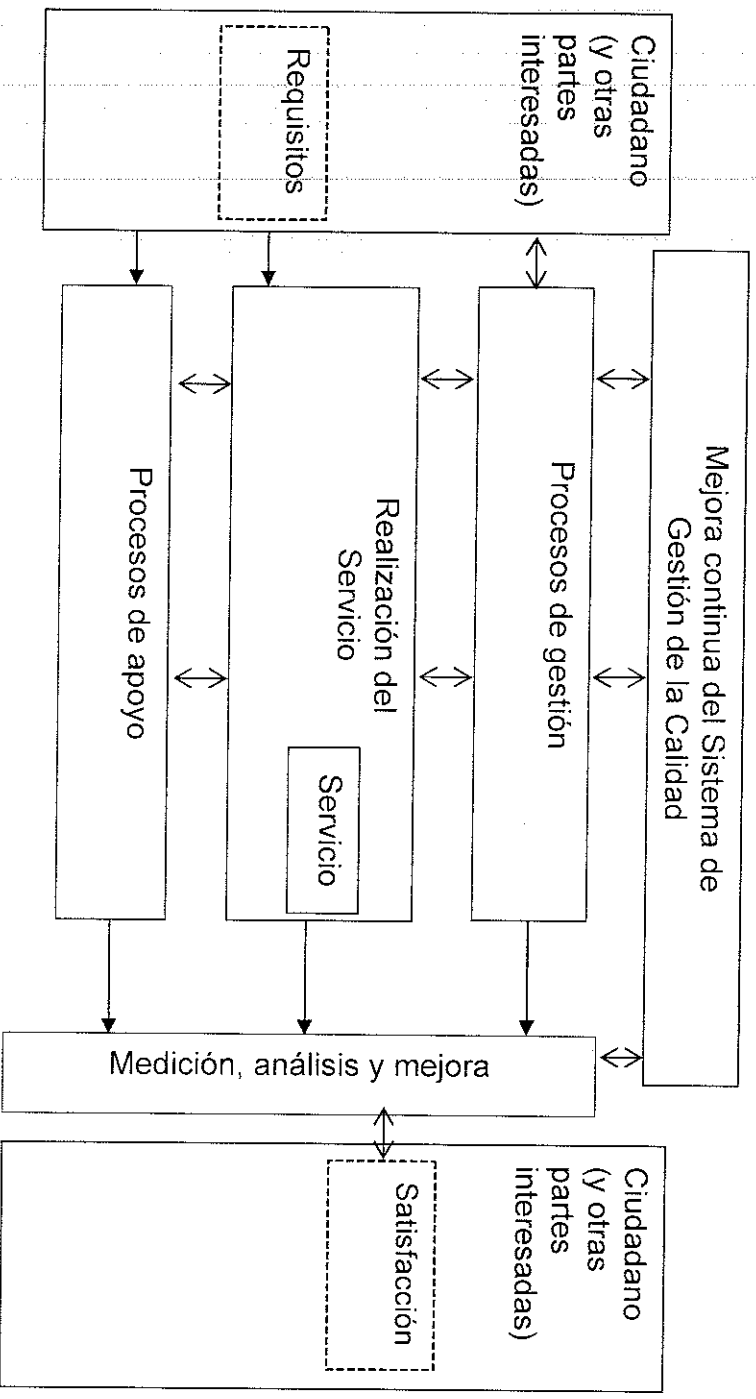 Mejora continua del Sistema de
Gestión de la Calidad
Ciudadano
(y otras
partes
interesadas)
Requisitos
Procesos de gestión
Realización del
Servicio
Servicio
Procesos de apoyo
Medición, análisis y mejora
Ciudadano
(y otras
partes
interesadas)
Satisfacción